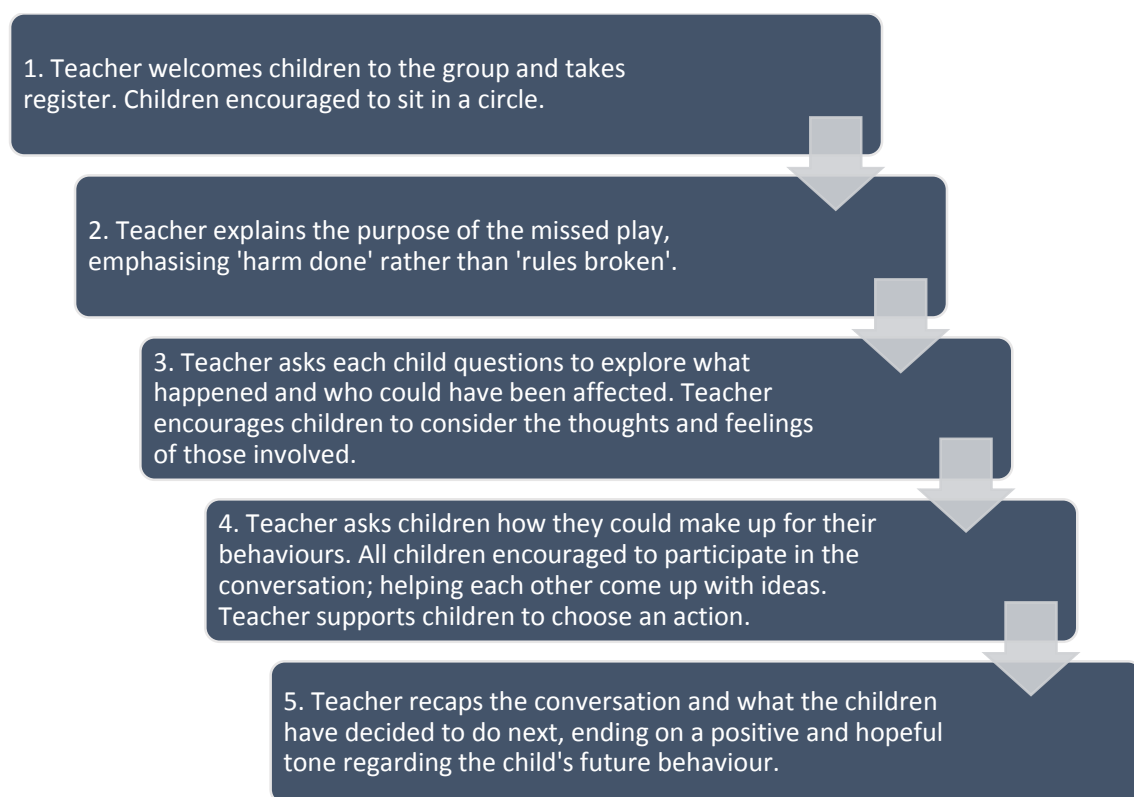 1. Teacher welcomes children to the group and takes
register. Children encouraged to sit in a circle.
2. Teacher explains the purpose of the missed play,
emphasising 'harm done' rather than 'rules broken'.
3. Teacher asks each child questions to explore what
happened and who could have been affected. Teacher
encourages children to consider the thoughts and feelings
of those involved.
4. Teacher asks children how they could make up for their
behaviours. All children encouraged to participate in the
conversation; helping each other come up with ideas.
Teacher supports children to choose an action.
5. Teacher recaps the conversation and what the children
have decided to do next, ending on a positive and hopeful
tone regarding the child's future behaviour.